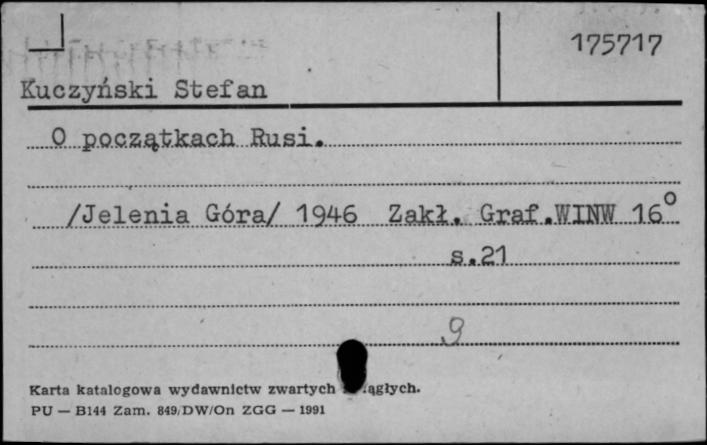 175717
Kuczyński Stefan
O początkach Rusi.
/Jelenia Góra/ 1946 Zakł. Graf.WINW 16°
s.21
9
Karta katalogowa wydawnictw zwartych
PU — B144 Zam. 849/DW/On ZGG — 1991